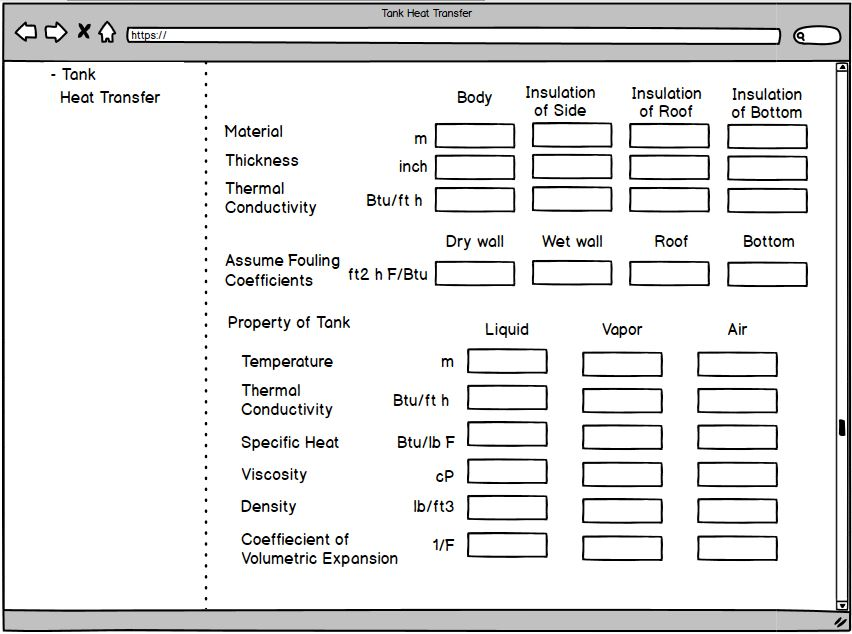 Tank Heat Transfer
https://
- Tank
Heat Transfer
Body
Insulation
of Side
Insulation
of Roof
Insulation
of Bottom
Material
m
Thickness
inch
Thermal
Conductivity
Btu/ft h
Dry wall
Wet wall
Roof
Bottom
Assume Fouling
Coefficients
ft2 h F/Btu
Property of Tank
Liquid
Vapor
Air
Temperature
m
Thermal
Conductivity
Btu/ft h
Specific Heat
Btu/lb F
Viscosity
cP
Density
lb/ft3
Coeffiecient of
Volumetric Expansion
1/F